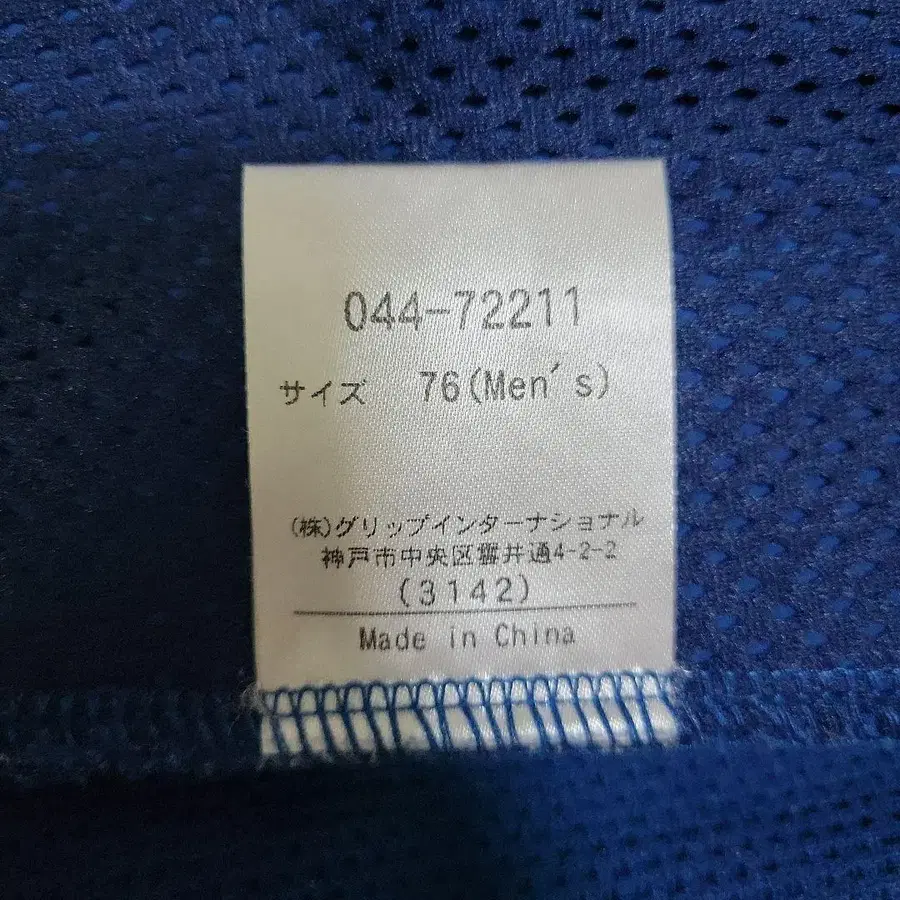 044-72211
サイズ 76(Men's)
(株)グリップインターナショナル
神戸市中央区雲井通4-2-2
(3142)
Made in China